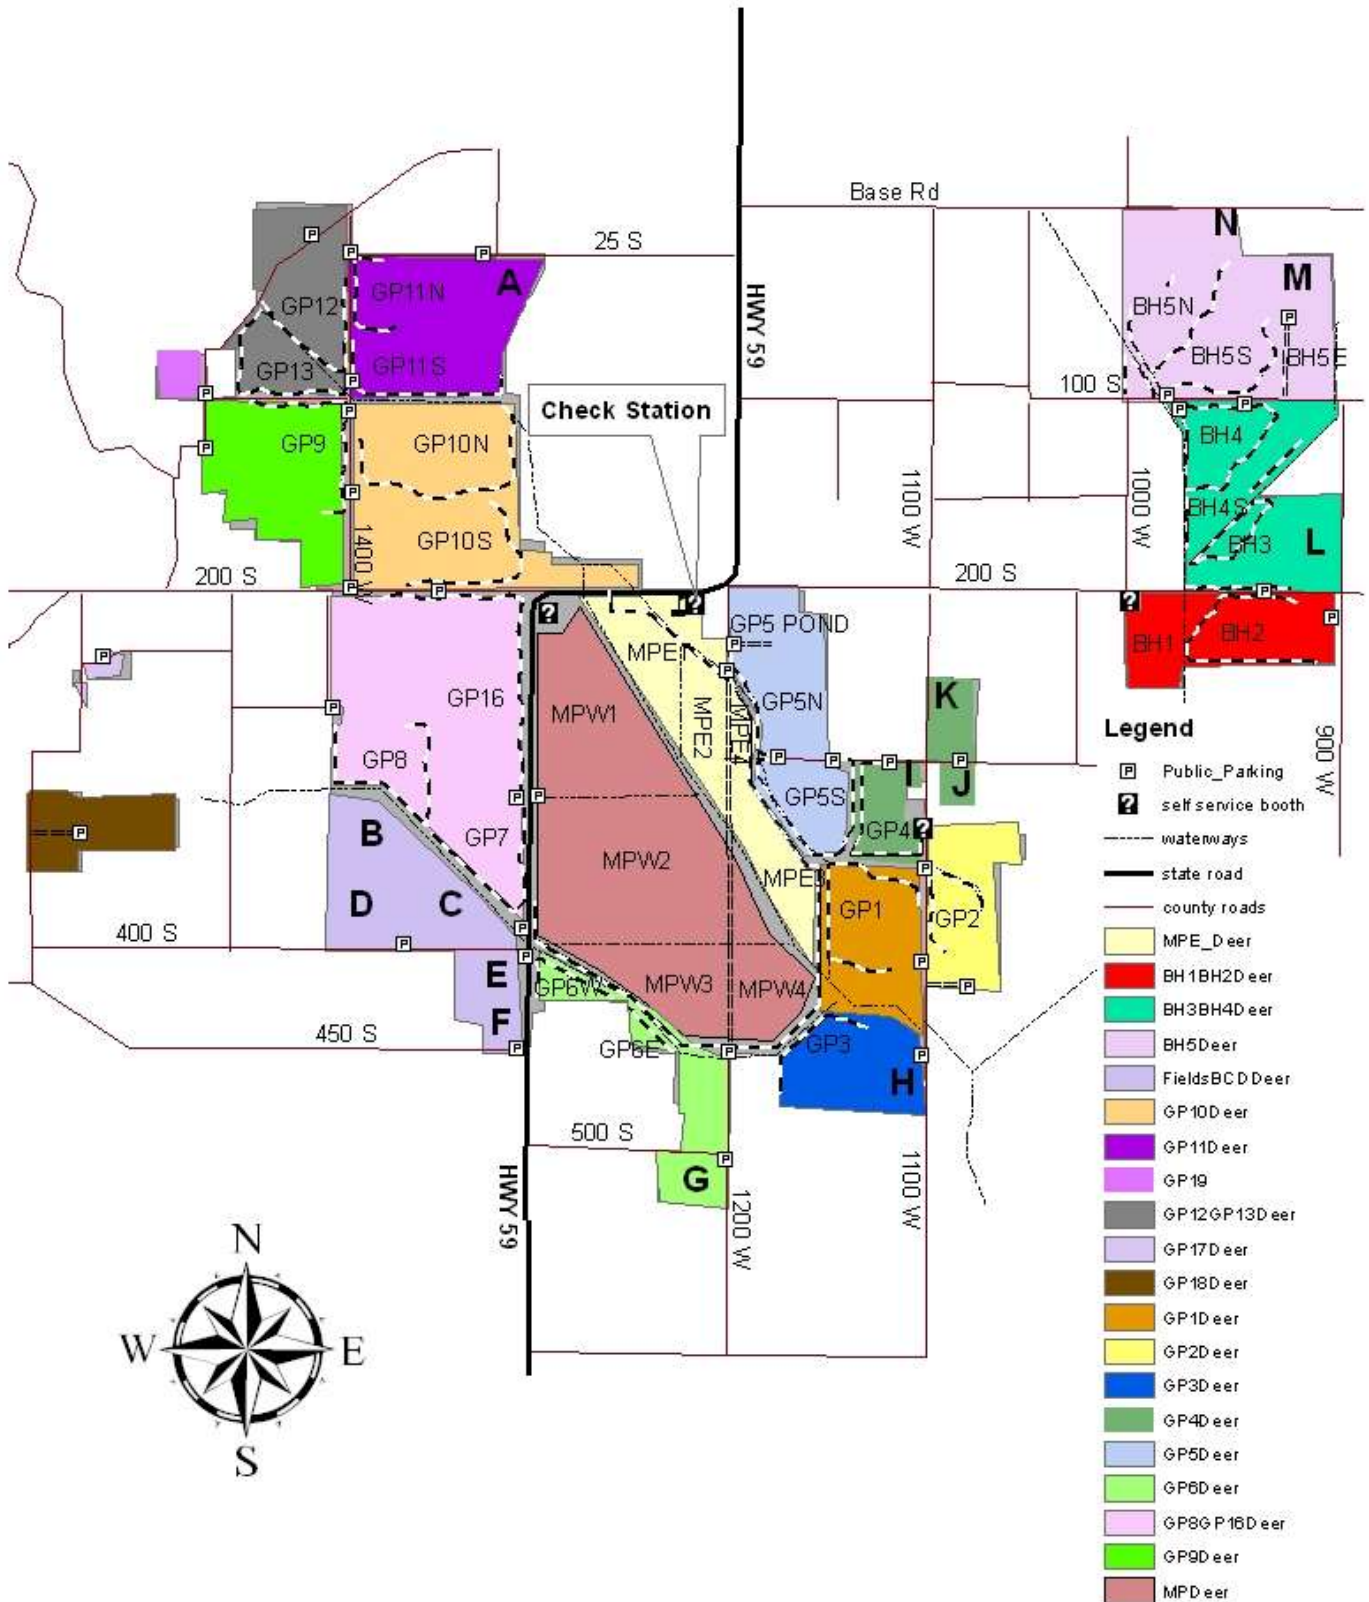 Base Rd
N
25 S
A
M
GP11N
HWY 59
GP12
BH5N
GP11S
BH5S
BH5E
GP13
100 S
Check Station
GP9
GP10N
BH4
1100 W
1000 W
BH4S
1400 W
GP10S
BH3
L
200 S
200 S
?
?
?
GP5 POND
BH1
BH2
MPE1
GP16
GP5N
K
MPW1
MPE2
MPE4
900 W
GP8
I
J
GP5S
B
GP7
GP4
?
MPW2
MPE3
D
C
GP1
GP2
400 S
E
GP6W
MPW3
MPW4
F
450 S
GP6E
GP3
H
500 S
G
HWY 59
1200 W
1100 W
Legend
P Public_Parking
? self service booth
waterways
state road
county roads
MPE_Deer
BH1BH2Deer
BH3BH4Deer
BH5Deer
FieldsBCDDeer
GP10Deer
GP11Deer
GP19
GP12GP13Deer
GP17Deer
GP18Deer
GP1Deer
GP2Deer
GP3Deer
GP4Deer
GP5Deer
GP6Deer
GP8GP16Deer
GP9Deer
MPDeer
N
W
E
S